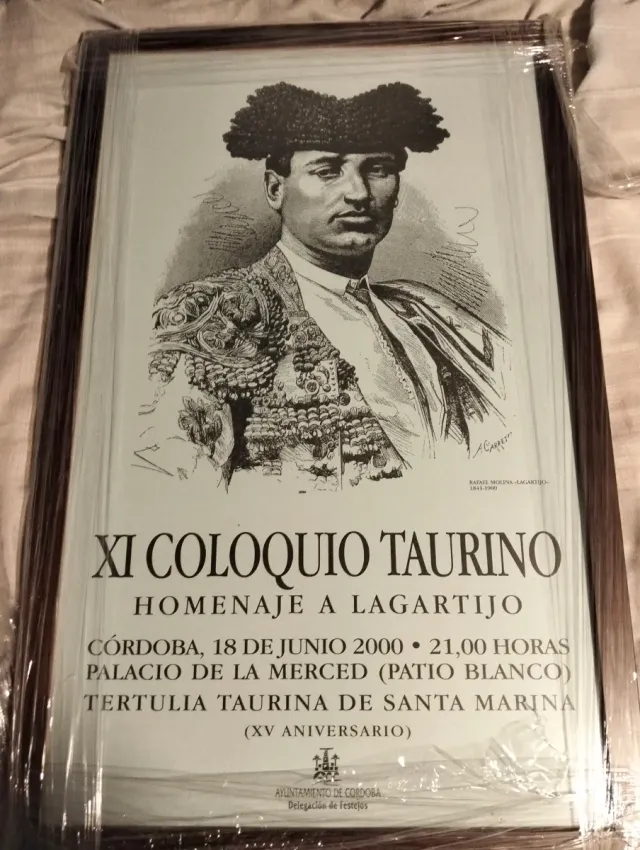 A. CARRETERO
RAFAEL MOLINA «LAGARTIJO»
1841-1900
XI COLOQUIO TAURINO
HOMENAJE A LAGARTIJO
CÓRDOBA, 18 DE JUNIO 2000 • 21,00 HORAS
PALACIO DE LA MERCED (PATIO BLANCO)
TERTULIA TAURINA DE SANTA MARINA
(XV ANIVERSARIO)
AYUNTAMIENTO DE CÓRDOBA
Delegación de Festejos